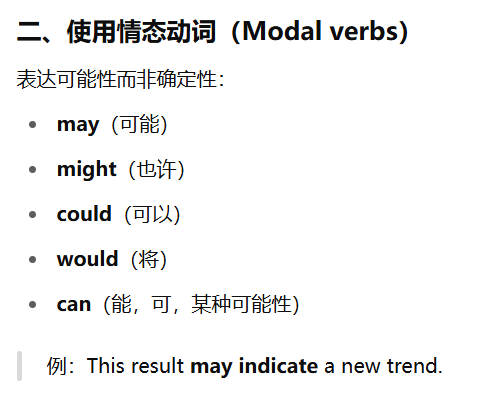 二、使用情态动词（Modal verbs）
表达可能性而非确定性：
may（可能）
might（也许）
could（可以）
would（将）
can（能，可，某种可能性）
例：This result may indicate a new trend.